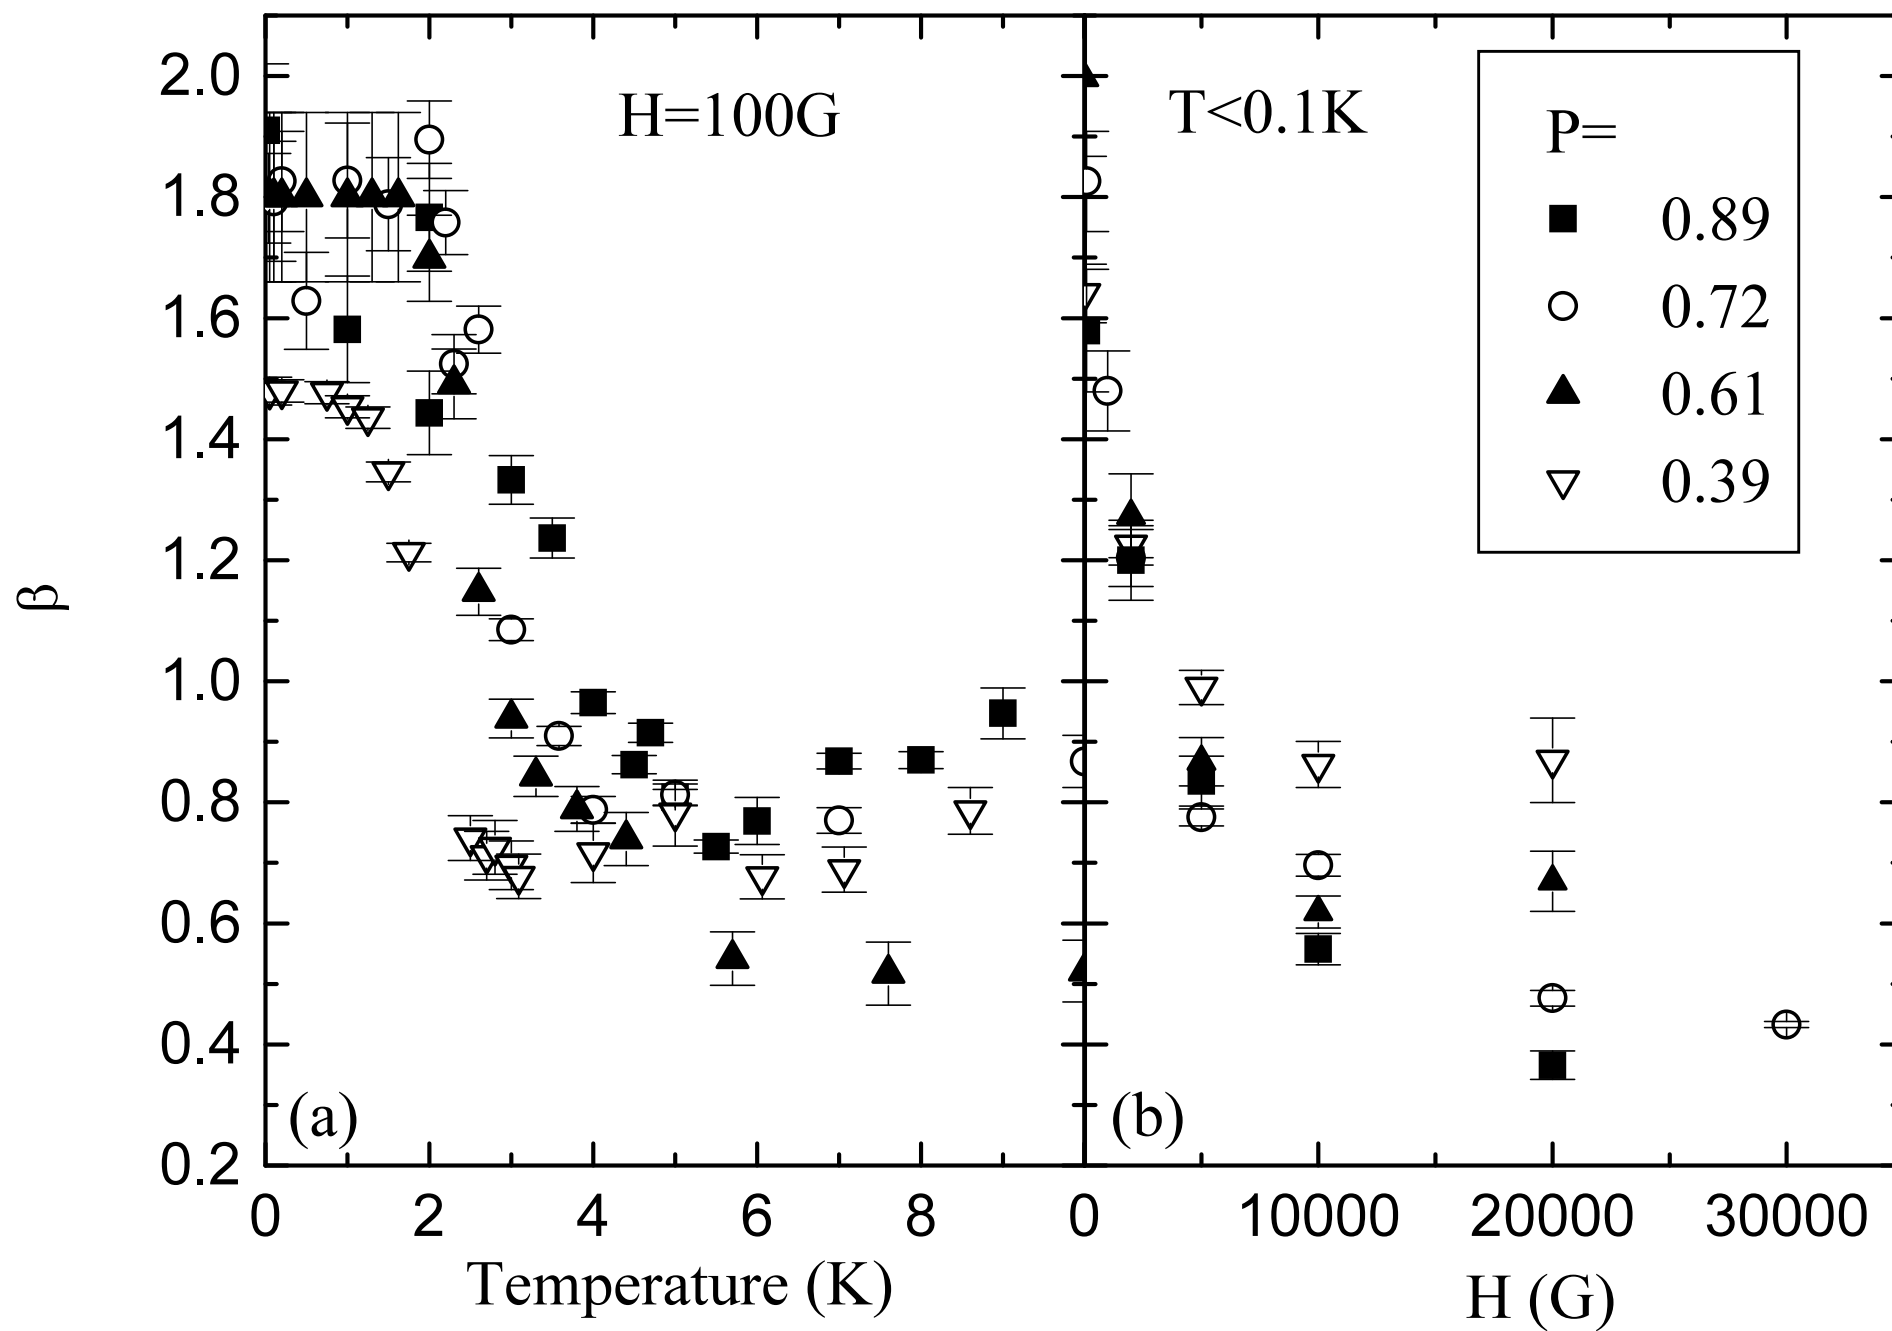 β
2.0
1.8
1.6
1.4
1.2
1.0
0.8
0.6
0.4
0.2
H=100G
(a)
0 2 4 6 8
Temperature (K)
T<0.1K
P=
0.89
0.72
0.61
0.39
(b)
0 10000 20000 30000
H (G)